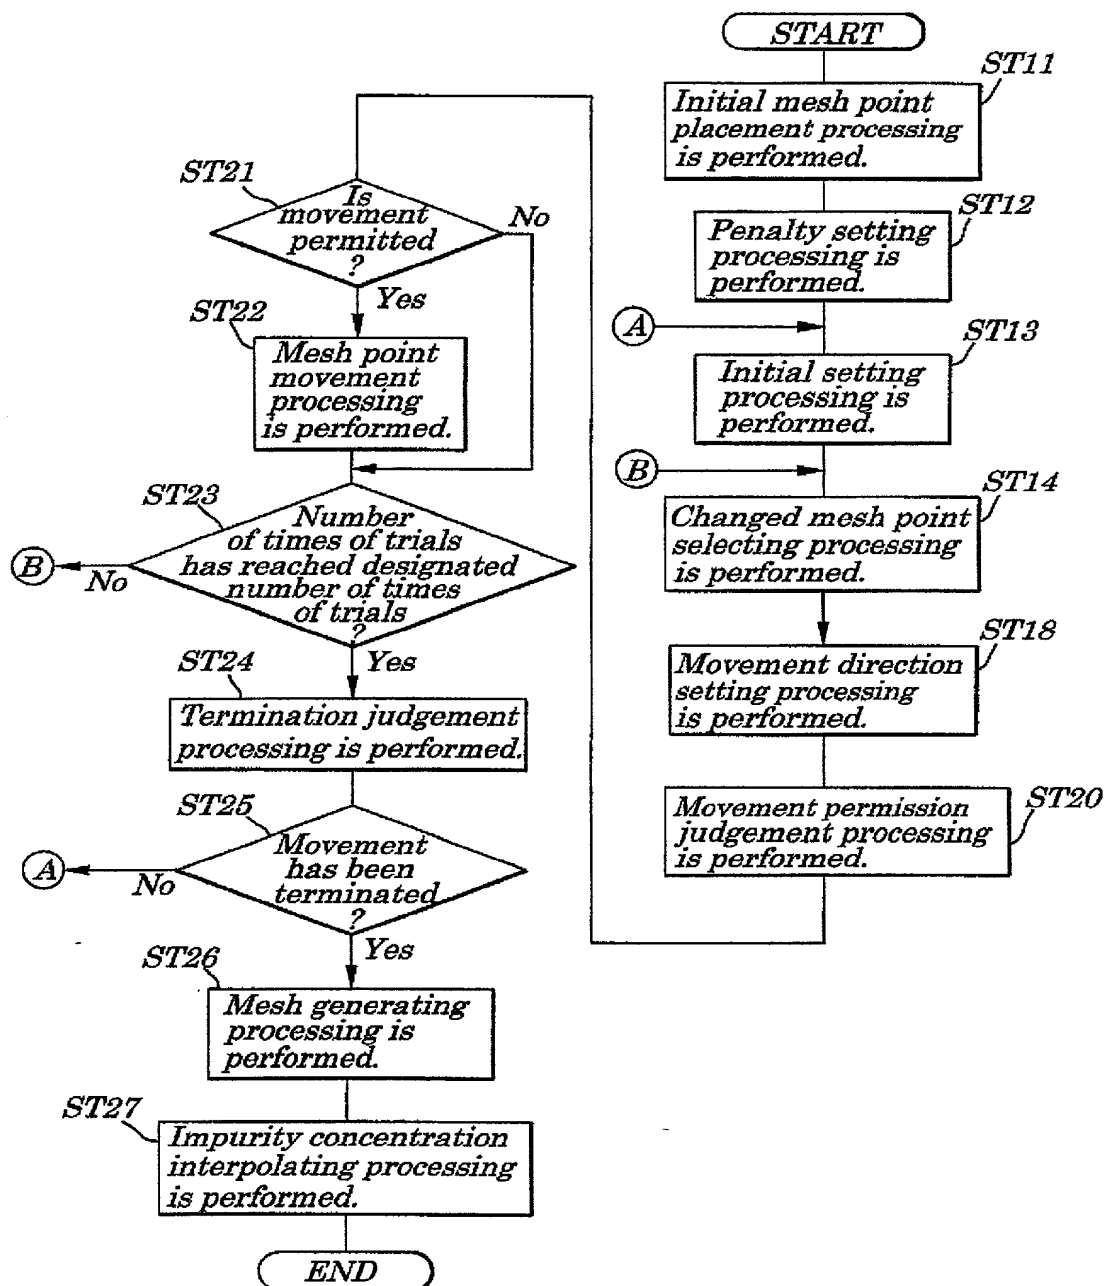 START
ST11
Initial mesh point
placement processing
is performed.
ST12
Penalty setting
processing is
performed.
A
ST13
Initial setting
processing is
performed.
B
ST14
Changed mesh point
selecting processing
is performed.
ST18
Movement direction
setting processing
is performed.
ST20
Movement permission
judgement processing
is performed.
ST21
Is
movement
permitted
?
No
Yes
ST22
Mesh point
movement
processing
is performed.
ST23
Number
of times of trials
has reached designated
number of times
of trials
?
B
No
Yes
ST24
Termination judgement
processing is performed.
ST25
Movement
has been
terminated
?
A
No
Yes
ST26
Mesh generating
processing is
performed.
ST27
Impurity concentration
interpolating processing
is performed.
END